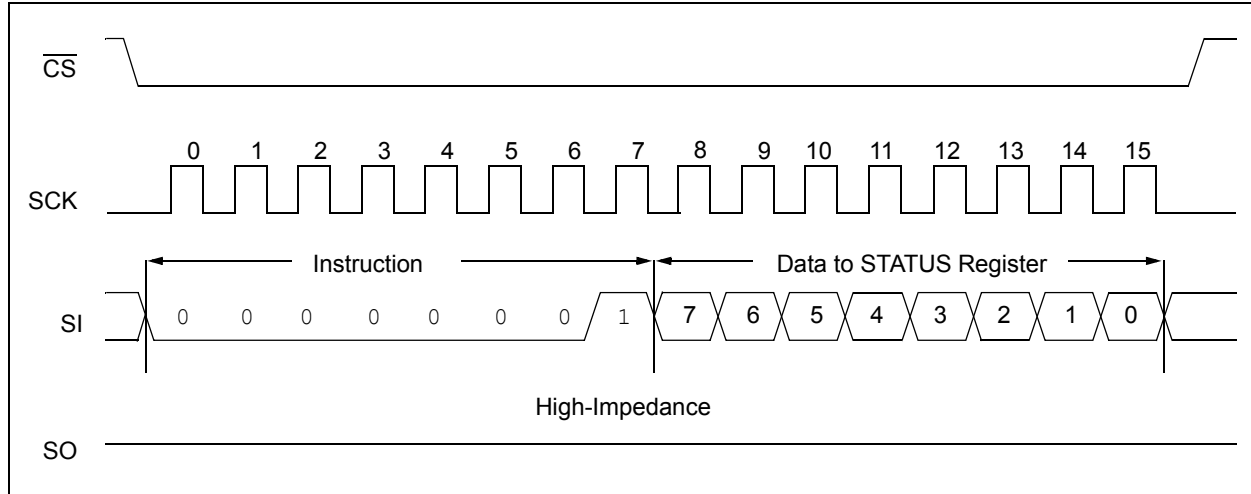 CS
0 1 2 3 4 5 6 7 8 9 10 11 12 13 14 15
SCK
Instruction Data to STATUS Register
SI 0 0 0 0 0 0 0 1 7 6 5 4 3 2 1 0
High-Impedance
SO